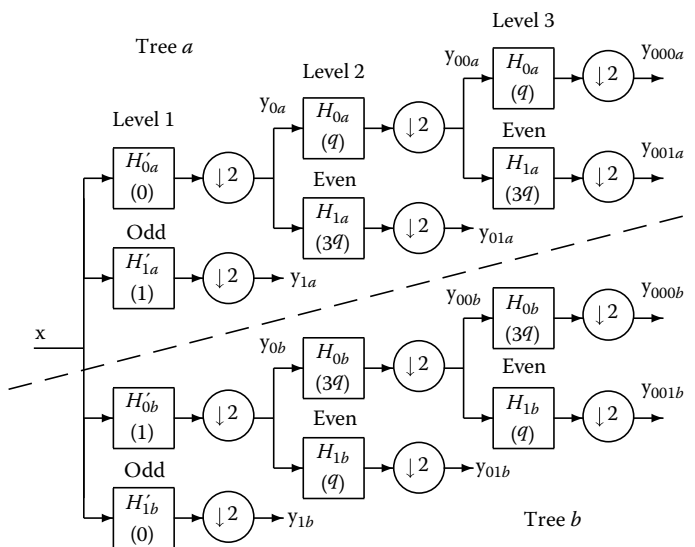 Tree a
Level 3
Level 2
Level 1
y00a
H0a
(q)
↓2
y000a
y0a
H0a
(q)
↓2
Even
H′0a
(0)
↓2
Even
H1a
(3q)
↓2
y001a
H1a
(3q)
↓2
y01a
Odd
H′1a
(1)
↓2
y1a
x
y00b
H0b
(3q)
↓2
y000b
y0b
H0b
(3q)
↓2
Even
H′0b
(1)
↓2
Even
H1b
(q)
↓2
y001b
H1b
(q)
↓2
y01b
Odd
H′1b
(0)
↓2
y1b
Tree b